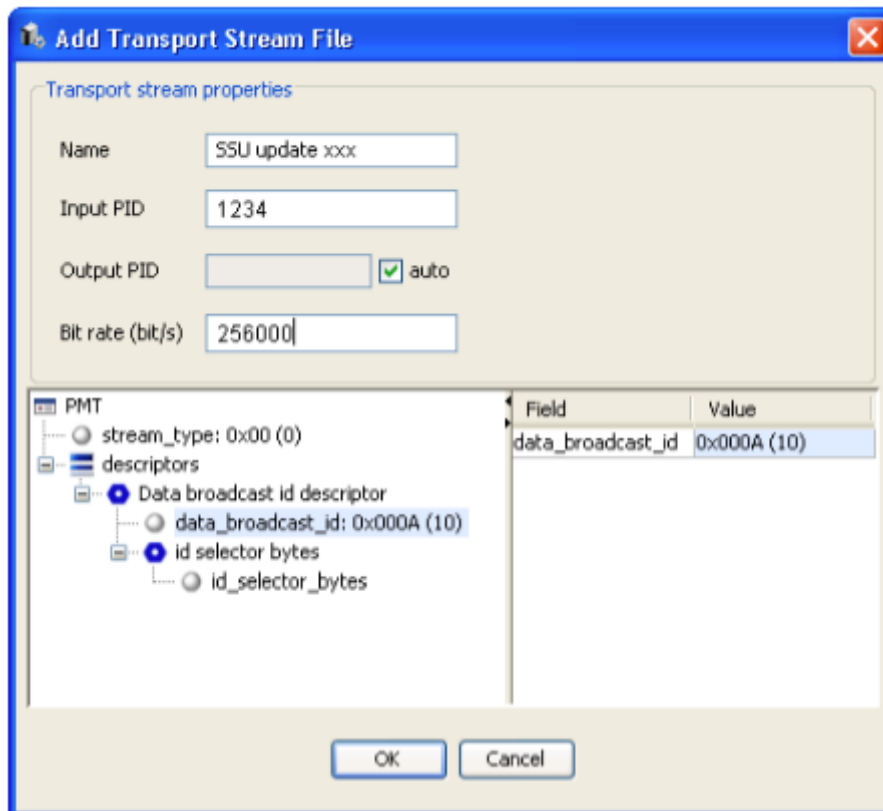 Add Transport Stream File
Transport stream properties
Name SSU update xxx
Input PID 1234
Output PID auto
Bit rate (bit/s) 256000
PMT
stream_type: 0x00 (0)
descriptors
Data broadcast id descriptor
data_broadcast_id: 0x000A (10)
id selector bytes
id_selector_bytes
Field Value
data_broadcast_id 0x000A (10)
OK Cancel